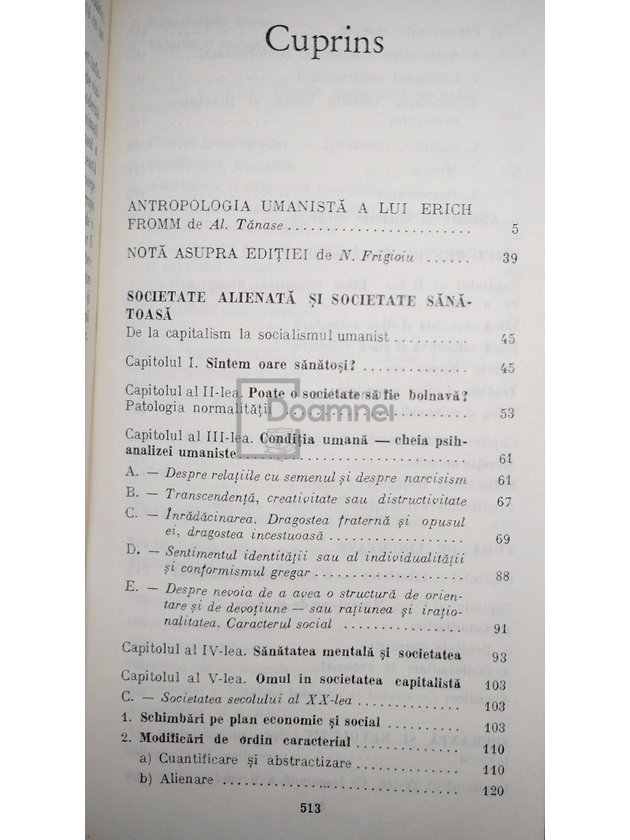 Cuprins
ANTROPOLOGIA UMANISTĂ A LUI ERICH
FROMM de Al. Tănase ........................ 5
NOTĂ ASUPRA EDIȚIEI de N. Frigioiu ...... 39
SOCIETATE ALIENATĂ ȘI SOCIETATE SĂNĂ-
TOASĂ
De la capitalism la socialismul umanist .......... 45
Capitolul I. Sîntem oare sănătoși? ............ 45
Capitolul al II-lea. Poate o societate să fie bolnavă?
Patologia normalității ...................... 53
Capitolul al III-lea. Condiția umană — cheia psih-
analizei umaniste ........................ 61
A. — Despre relațiile cu semenul și despre narcisism 61
B. — Transcendență, creativitate sau distructivitate 67
C. — Înrădăcinarea. Dragostea fraternă și opusul
ei, dragostea incestuoasă ................ 69
D. — Sentimentul identității sau al individualității
și conformismul gregar .................. 88
E. — Despre nevoia de a avea o structură de orien-
tare și de devoțiune — sau rațiunea și irațio-
nalitatea. Caracterul social .............. 91
Capitolul al IV-lea. Sănătatea mentală și societatea 93
Capitolul al V-lea. Omul în societatea capitalistă 103
C. — Societatea secolului al XX-lea ............ 103
1. Schimbări pe plan economic și social .......... 103
2. Modificări de ordin caracterial .............. 110
a) Cuantificare și abstractizare .............. 110
b) Alienare .............................. 120
513
Doamnei